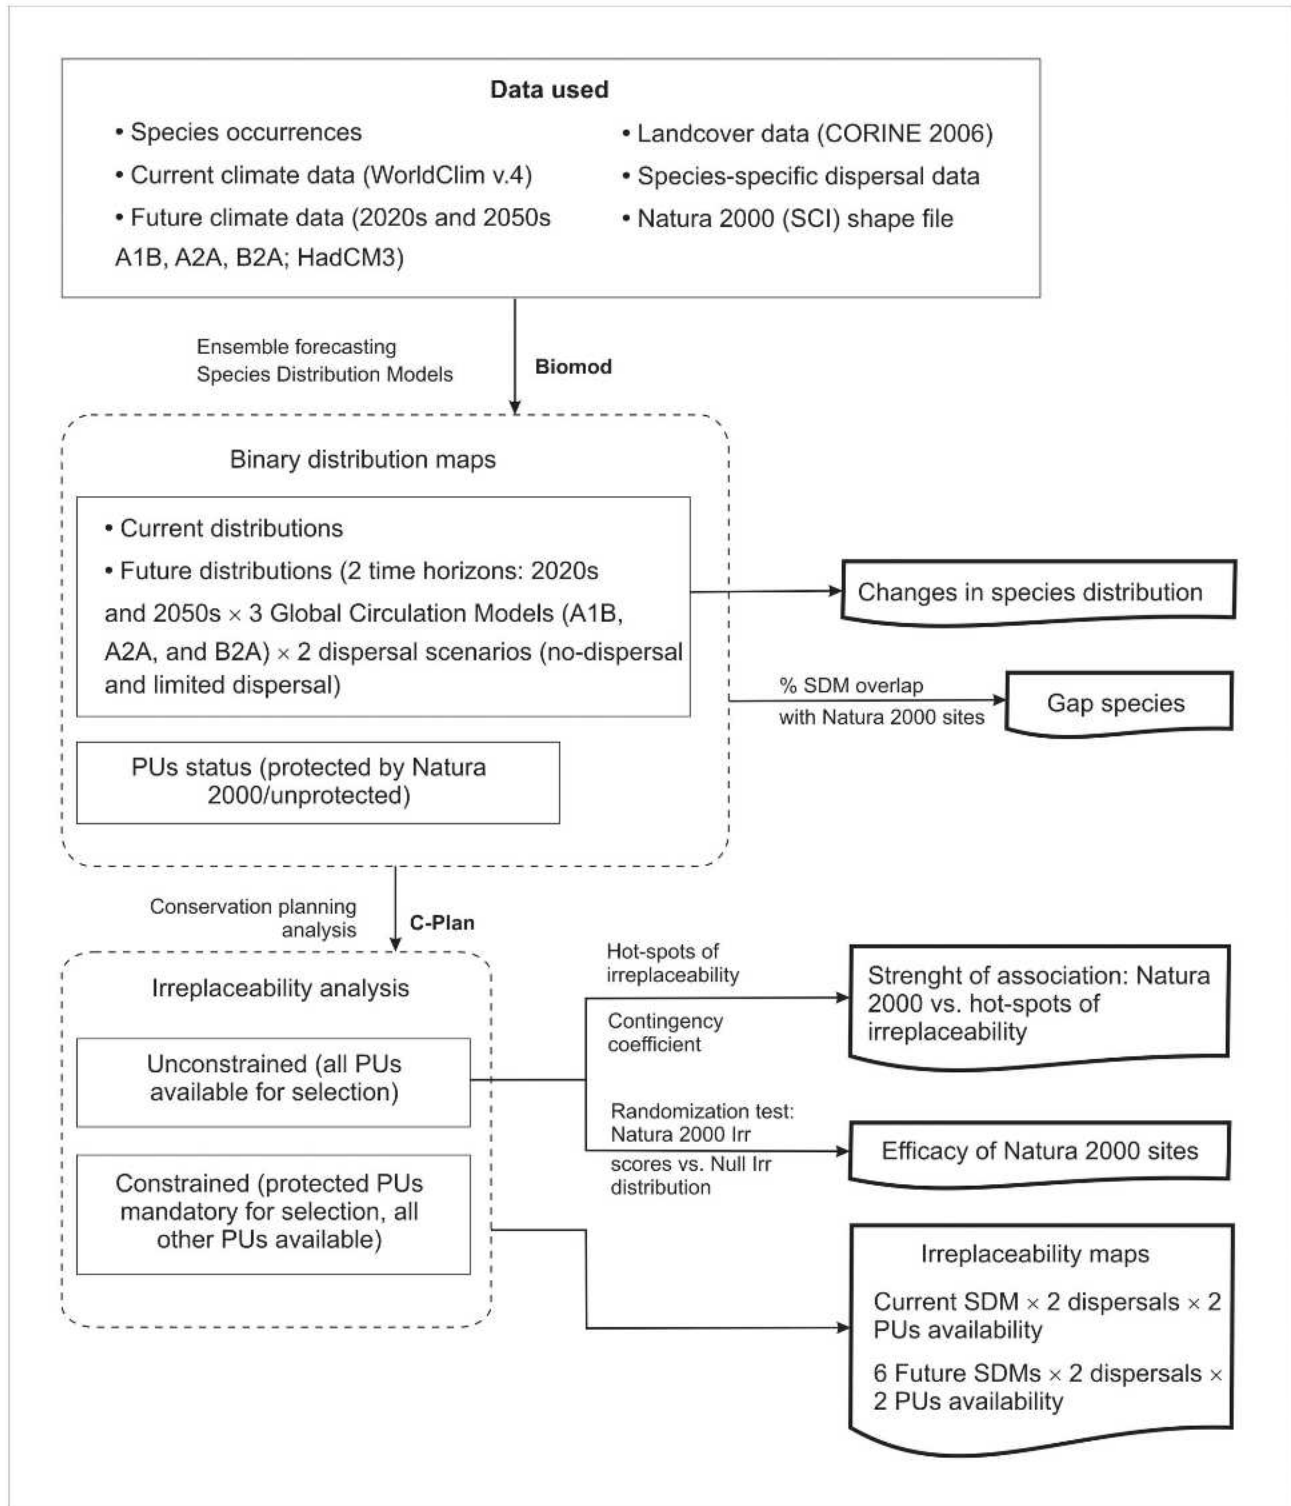 Data used
• Species occurrences
• Current climate data (WorldClim v.4)
• Future climate data (2020s and 2050s
A1B, A2A, B2A; HadCM3)
• Landcover data (CORINE 2006)
• Species-specific dispersal data
• Natura 2000 (SCI) shape file
Ensemble forecasting
Species Distribution Models
Biomod
Binary distribution maps
• Current distributions
• Future distributions (2 time horizons: 2020s
and 2050s × 3 Global Circulation Models (A1B,
A2A, and B2A) × 2 dispersal scenarios (no-dispersal
and limited dispersal)
PUs status (protected by Natura
2000/unprotected)
Changes in species distribution
% SDM overlap
with Natura 2000 sites
Gap species
Conservation planning
analysis
C-Plan
Irreplaceability analysis
Unconstrained (all PUs
available for selection)
Constrained (protected PUs
mandatory for selection, all
other PUs available)
Hot-spots of
irreplaceability
Contingency
coefficient
Strenght of association: Natura
2000 vs. hot-spots of
irreplaceability
Randomization test:
Natura 2000 Irr
scores vs. Null Irr
distribution
Efficacy of Natura 2000 sites
Irreplaceability maps
Current SDM × 2 dispersals × 2
PUs availability
6 Future SDMs × 2 dispersals ×
2 PUs availability